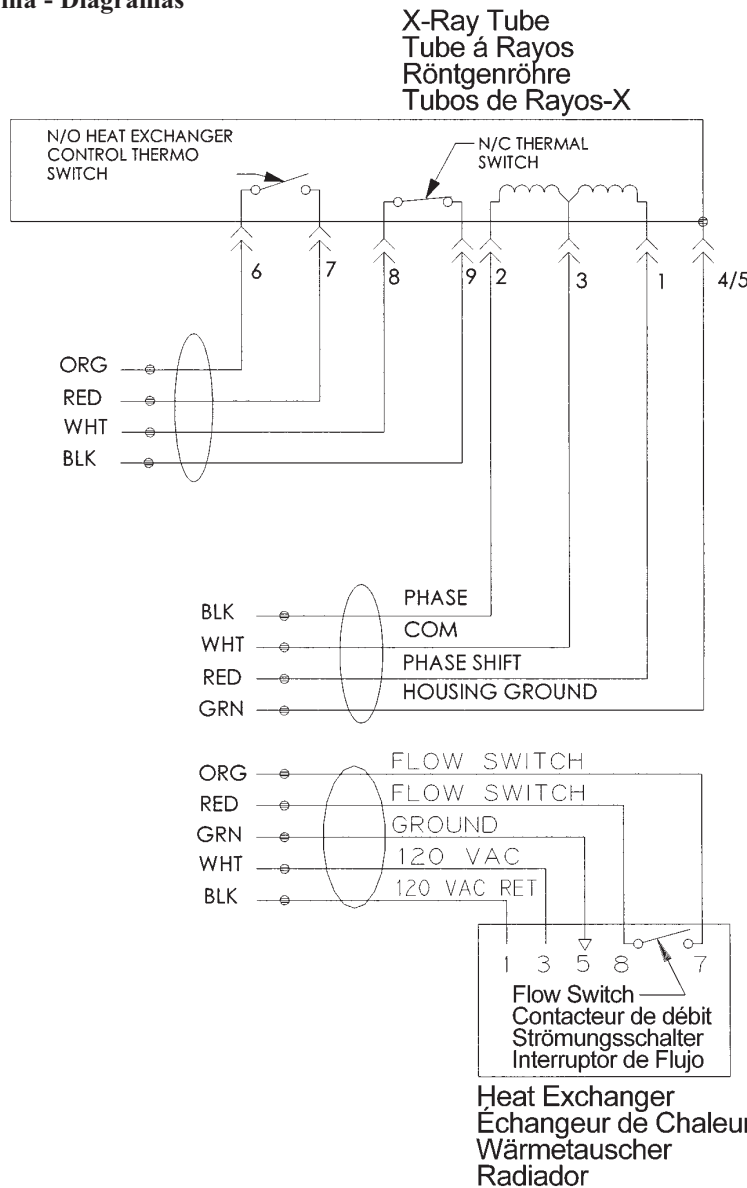 - Diagramas
X-Ray Tube
Tube á Rayos
Röntgenröhre
Tubos de Rayos-X
N/O HEAT EXCHANGER
CONTROL THERMO
SWITCH
N/C THERMAL
SWITCH
6 7 8 9 2 3 1 4/5
ORG
RED
WHT
BLK
BLK PHASE
WHT COM
RED PHASE SHIFT
GRN HOUSING GROUND
ORG FLOW SWITCH
RED FLOW SWITCH
GRN GROUND
WHT 120 VAC
BLK 120 VAC RET
1 3 5 8 7
Flow Switch
Contacteur de débit
Strömungsschalter
Interruptor de Flujo
Heat Exchanger
Échangeur de Chaleur
Wärmetauscher
Radiador